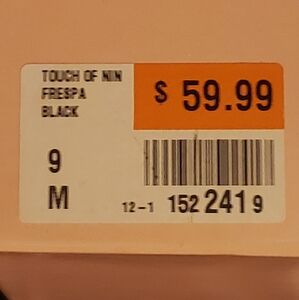 TOUCH OF NIN
FRESPA
BLACK
$ 59.99
9
M
12-1 152 241 9